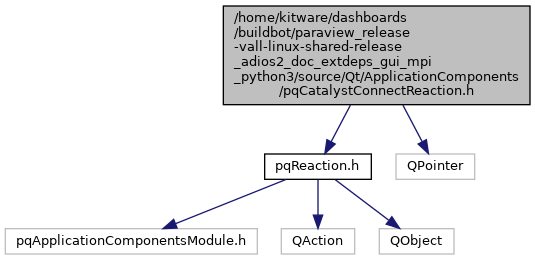 /home/kitware/dashboards
/buildbot/paraview_release
-vall-linux-shared-release
_adios2_doc_extdeps_gui_mpi
_python3/source/Qt/ApplicationComponents
/pqCatalystConnectReaction.h
pqReaction.h
QPointer
pqApplicationComponentsModule.h
QAction
QObject